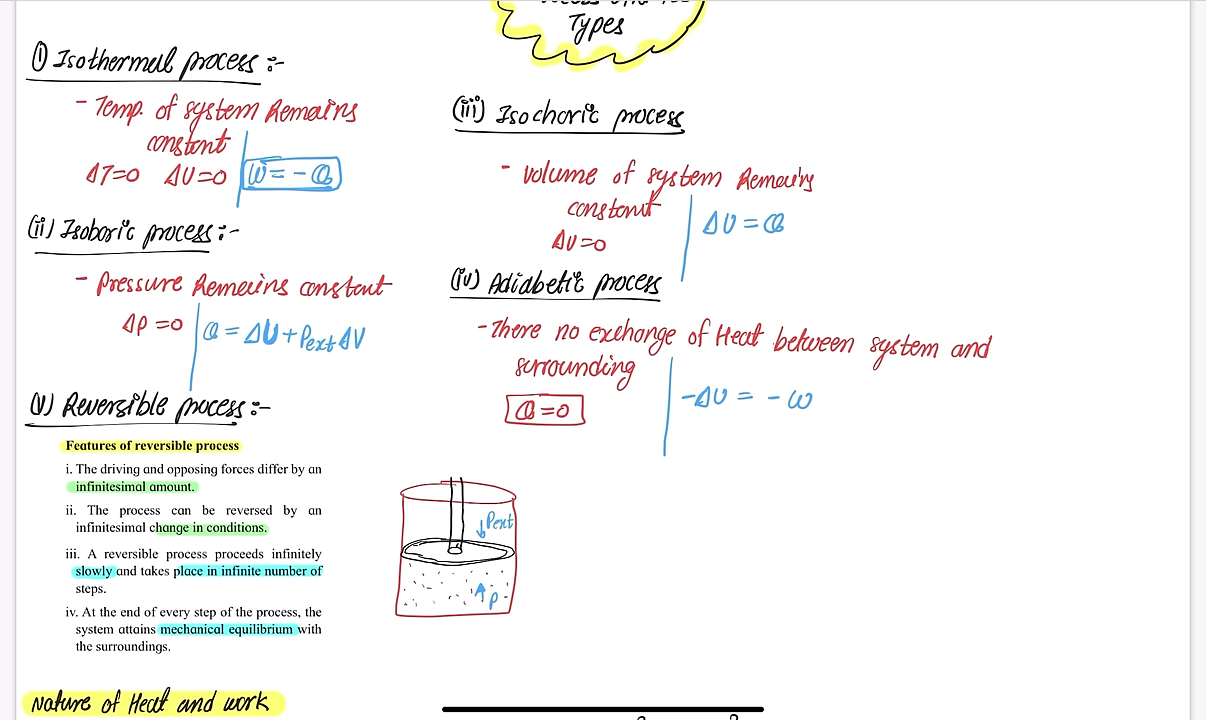 Types
(i) Isothermal process :-
- Temp. of system Remains
constant
ΔT=0 ΔU=0 W = - Q
(ii) Isobaric process :-
- Pressure Remains constant
ΔP =0 Q = ΔU + Pext ΔV
(iii) Isochoric process
- Volume of system Remains
constant
ΔV=0 ΔU = Q
(iv) Adiabetic process
- There no exchange of Heat between system and
surrounding
Q=0 -ΔU = - W
(v) Reversible process :-
Features of reversible process
i. The driving and opposing forces differ by an
infinitesimal amount.
ii. The process can be reversed by an
infinitesimal change in conditions.
iii. A reversible process proceeds infinitely
slowly and takes place in infinite number of
steps.
iv. At the end of every step of the process, the
system attains mechanical equilibrium with
the surroundings.
Pext
P
Nature of Heat and work